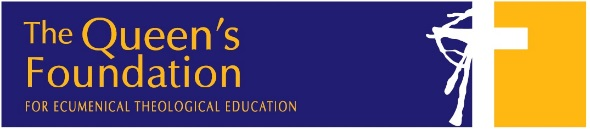 The Queen's
Foundation
FOR ECUMENICAL THEOLOGICAL EDUCATION